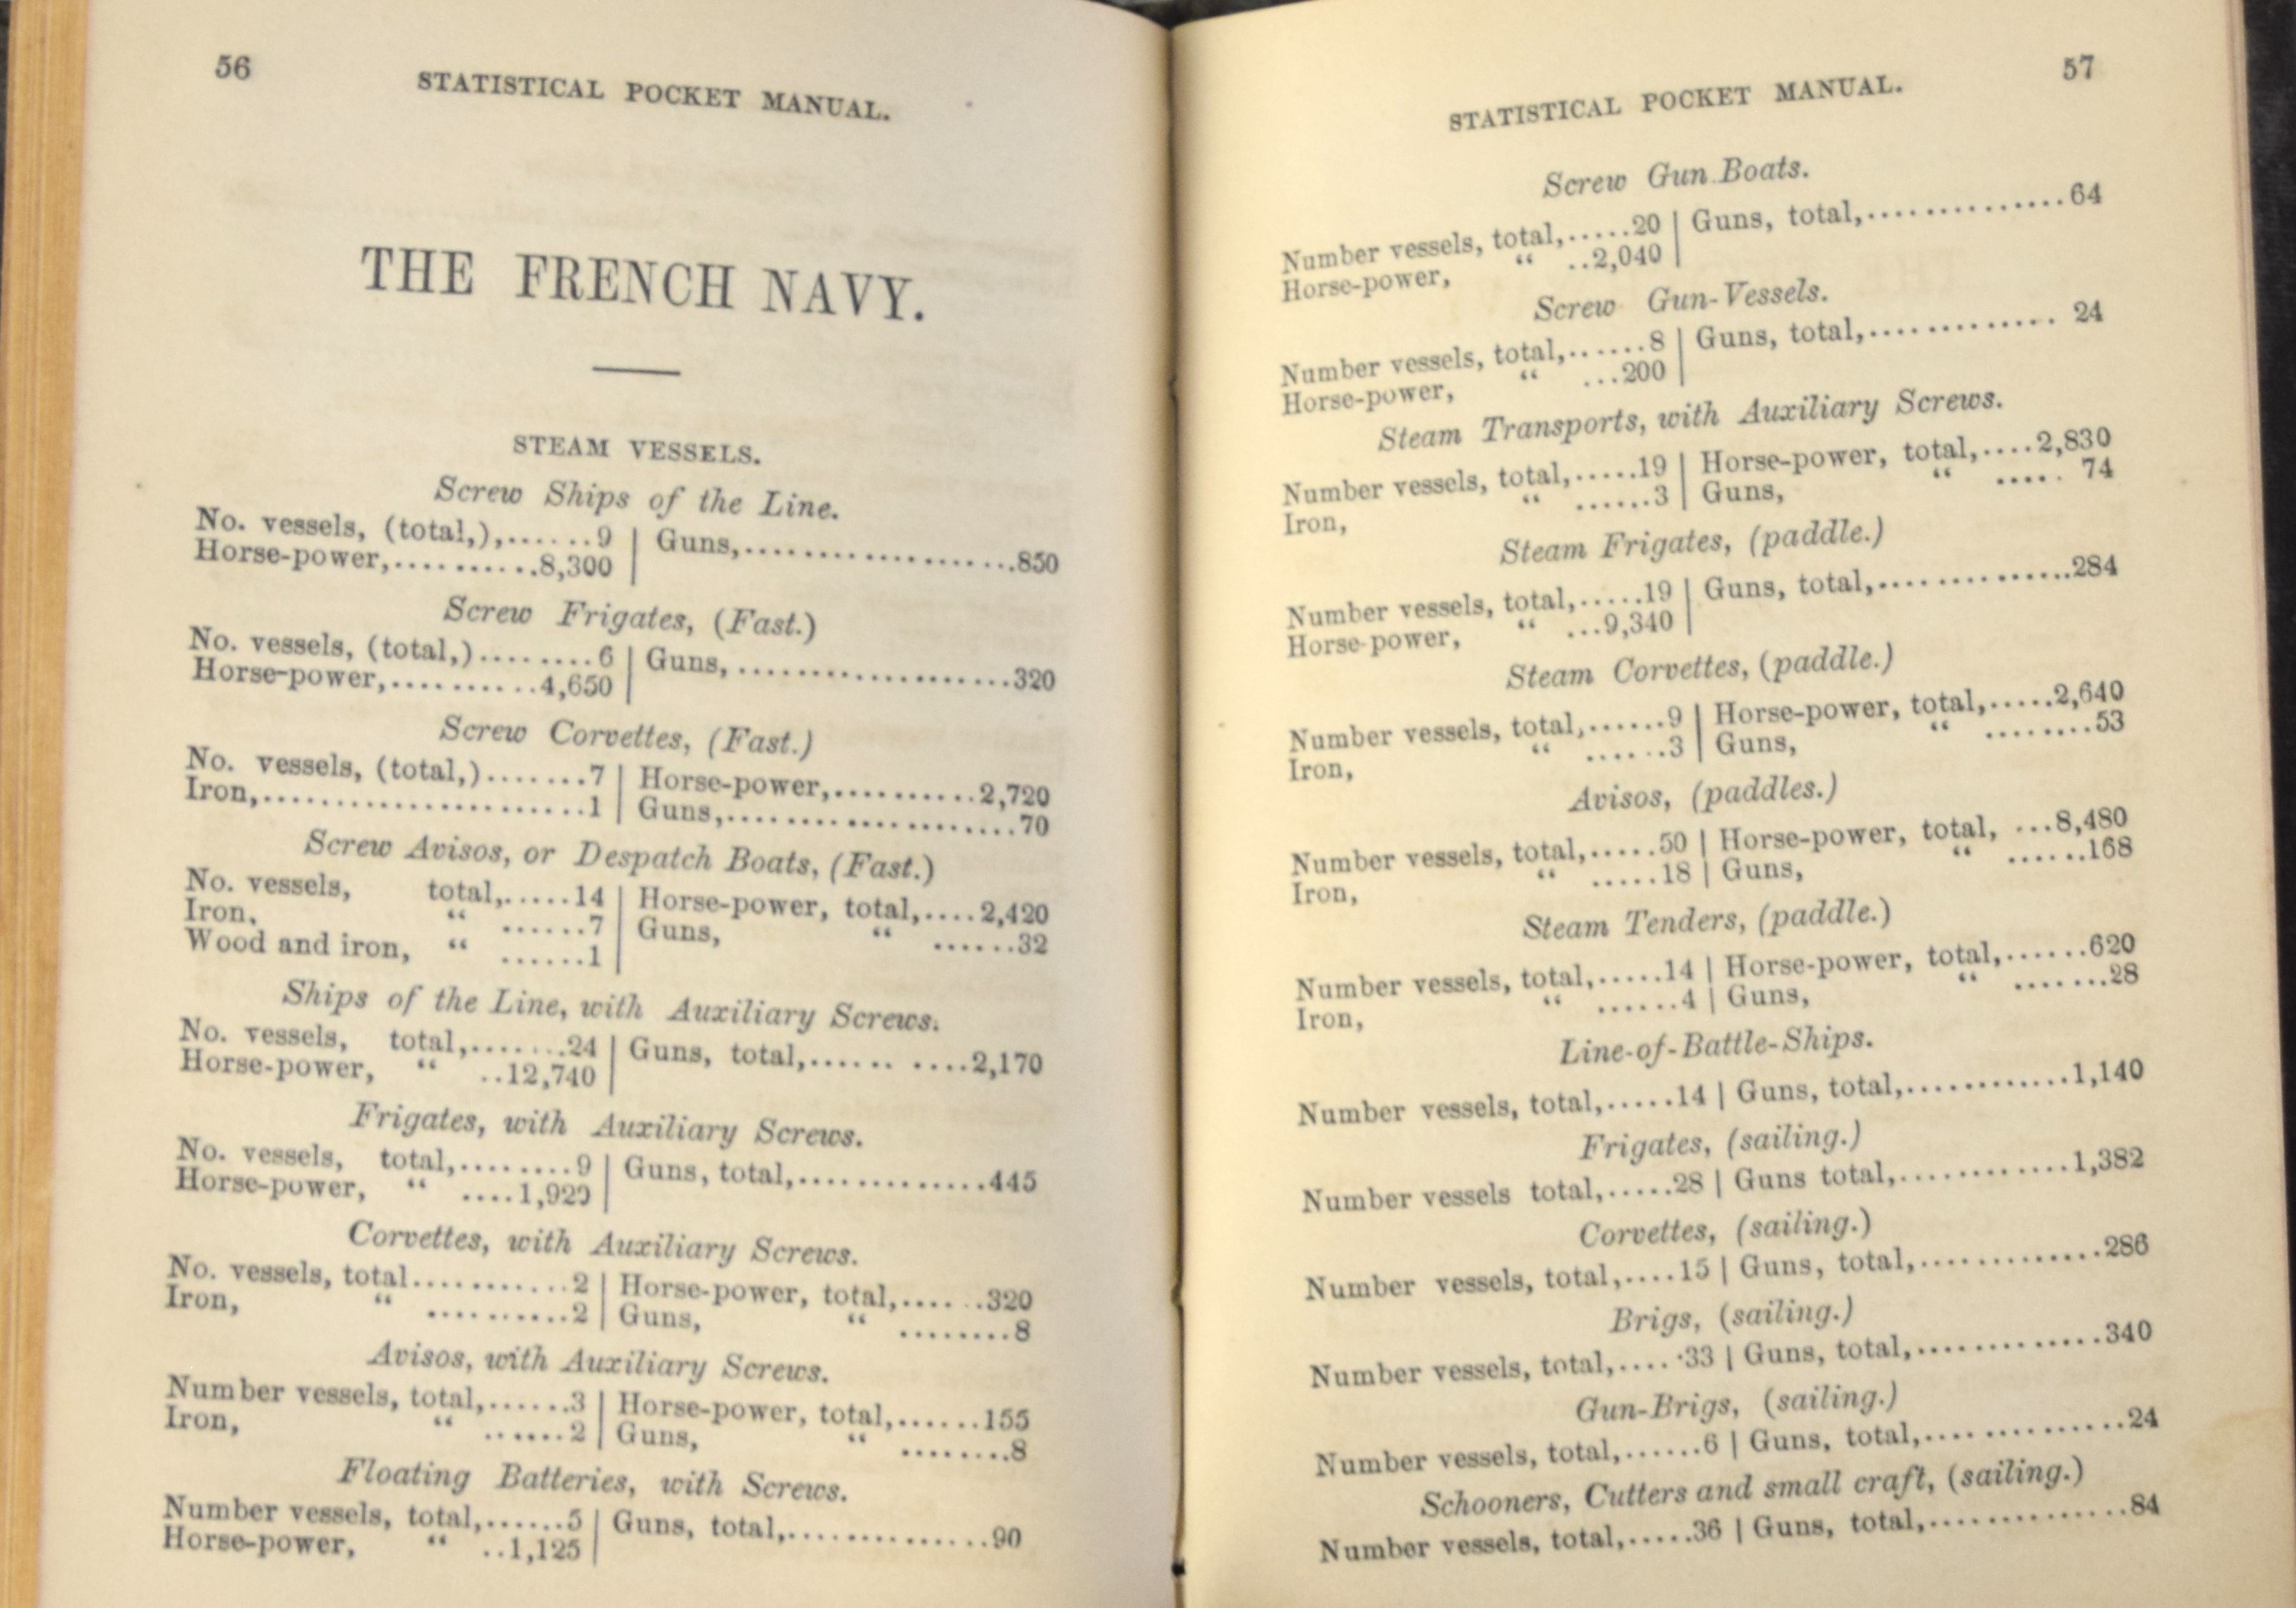 56
STATISTICAL POCKET MANUAL.
THE FRENCH NAVY.
STEAM VESSELS.
Screw Ships of the Line.
No. vessels, (total,),......9 | Guns,...................850
Horse-power,..........8,300 |
Screw Frigates, (Fast.)
No. vessels, (total,)........6 | Guns, ...................320
Horse-power,..........4,650 |
Screw Corvettes, (Fast.)
No. vessels, (total,).......7 | Horse-power,..........2,720
Iron,.......................1 | Guns,....................70
Screw Avisos, or Despatch Boats, (Fast.)
No. vessels, total,.....14 | Horse-power, total,....2,420
Iron, “ ......7 | Guns, “ ......32
Wood and iron, “ ......1 |
Ships of the Line, with Auxiliary Screws.
No. vessels, total,.......24 | Guns, total,...... ....2,170
Horse-power, “ ..12,740 |
Frigates, with Auxiliary Screws.
No. vessels, total,........9 | Guns, total,.............445
Horse-power, “ ....1,920 |
Corvettes, with Auxiliary Screws.
No. vessels, total...........2 | Horse-power, total,......320
Iron, “ ..........2 | Guns, “ ........8
Avisos, with Auxiliary Screws.
Number vessels, total,......3 | Horse-power, total,......155
Iron, “ ......2 | Guns, “ ........8
Floating Batteries, with Screws.
Number vessels, total,......5 | Guns, total,..............90
Horse-power, “ ..1,125 |
57
STATISTICAL POCKET MANUAL.
Screw Gun Boats.
Number vessels, total,.....20 | Guns, total,..............64
Horse-power, “ ..2,040 |
Screw Gun-Vessels.
Number vessels, total,......8 | Guns, total,............. 24
Horse-power, “ ...200 |
Steam Transports, with Auxiliary Screws.
Number vessels, total,.....19 | Horse-power, total,....2,830
Iron, “ ......3 | Guns, “ ..... 74
Steam Frigates, (paddle.)
Number vessels, total,.....19 | Guns, total,..............284
Horse-power, “ ...9,340 |
Steam Corvettes, (paddle.)
Number vessels, total,......9 | Horse-power, total,.....2,640
Iron, “ ......3 | Guns, “ ........53
Avisos, (paddles.)
Number vessels, total,.....50 | Horse-power, total, ...8,480
Iron, “ .....18 | Guns, “ ......168
Steam Tenders, (paddle.)
Number vessels, total,.....14 | Horse-power, total,......620
Iron, “ ......4 | Guns, “ .......28
Line-of-Battle-Ships.
Number vessels, total,.....14 | Guns, total,............1,140
Frigates, (sailing.)
Number vessels total,.....28 | Guns total,............1,382
Corvettes, (sailing.)
Number vessels, total,....15 | Guns, total,.............286
Brigs, (sailing.)
Number vessels, total,.....33 | Guns, total,.............340
Gun-Brigs, (sailing.)
Number vessels, total,......6 | Guns, total,..............24
Schooners, Cutters and small craft, (sailing.)
Number vessels, total,.....36 | Guns, total,..............84